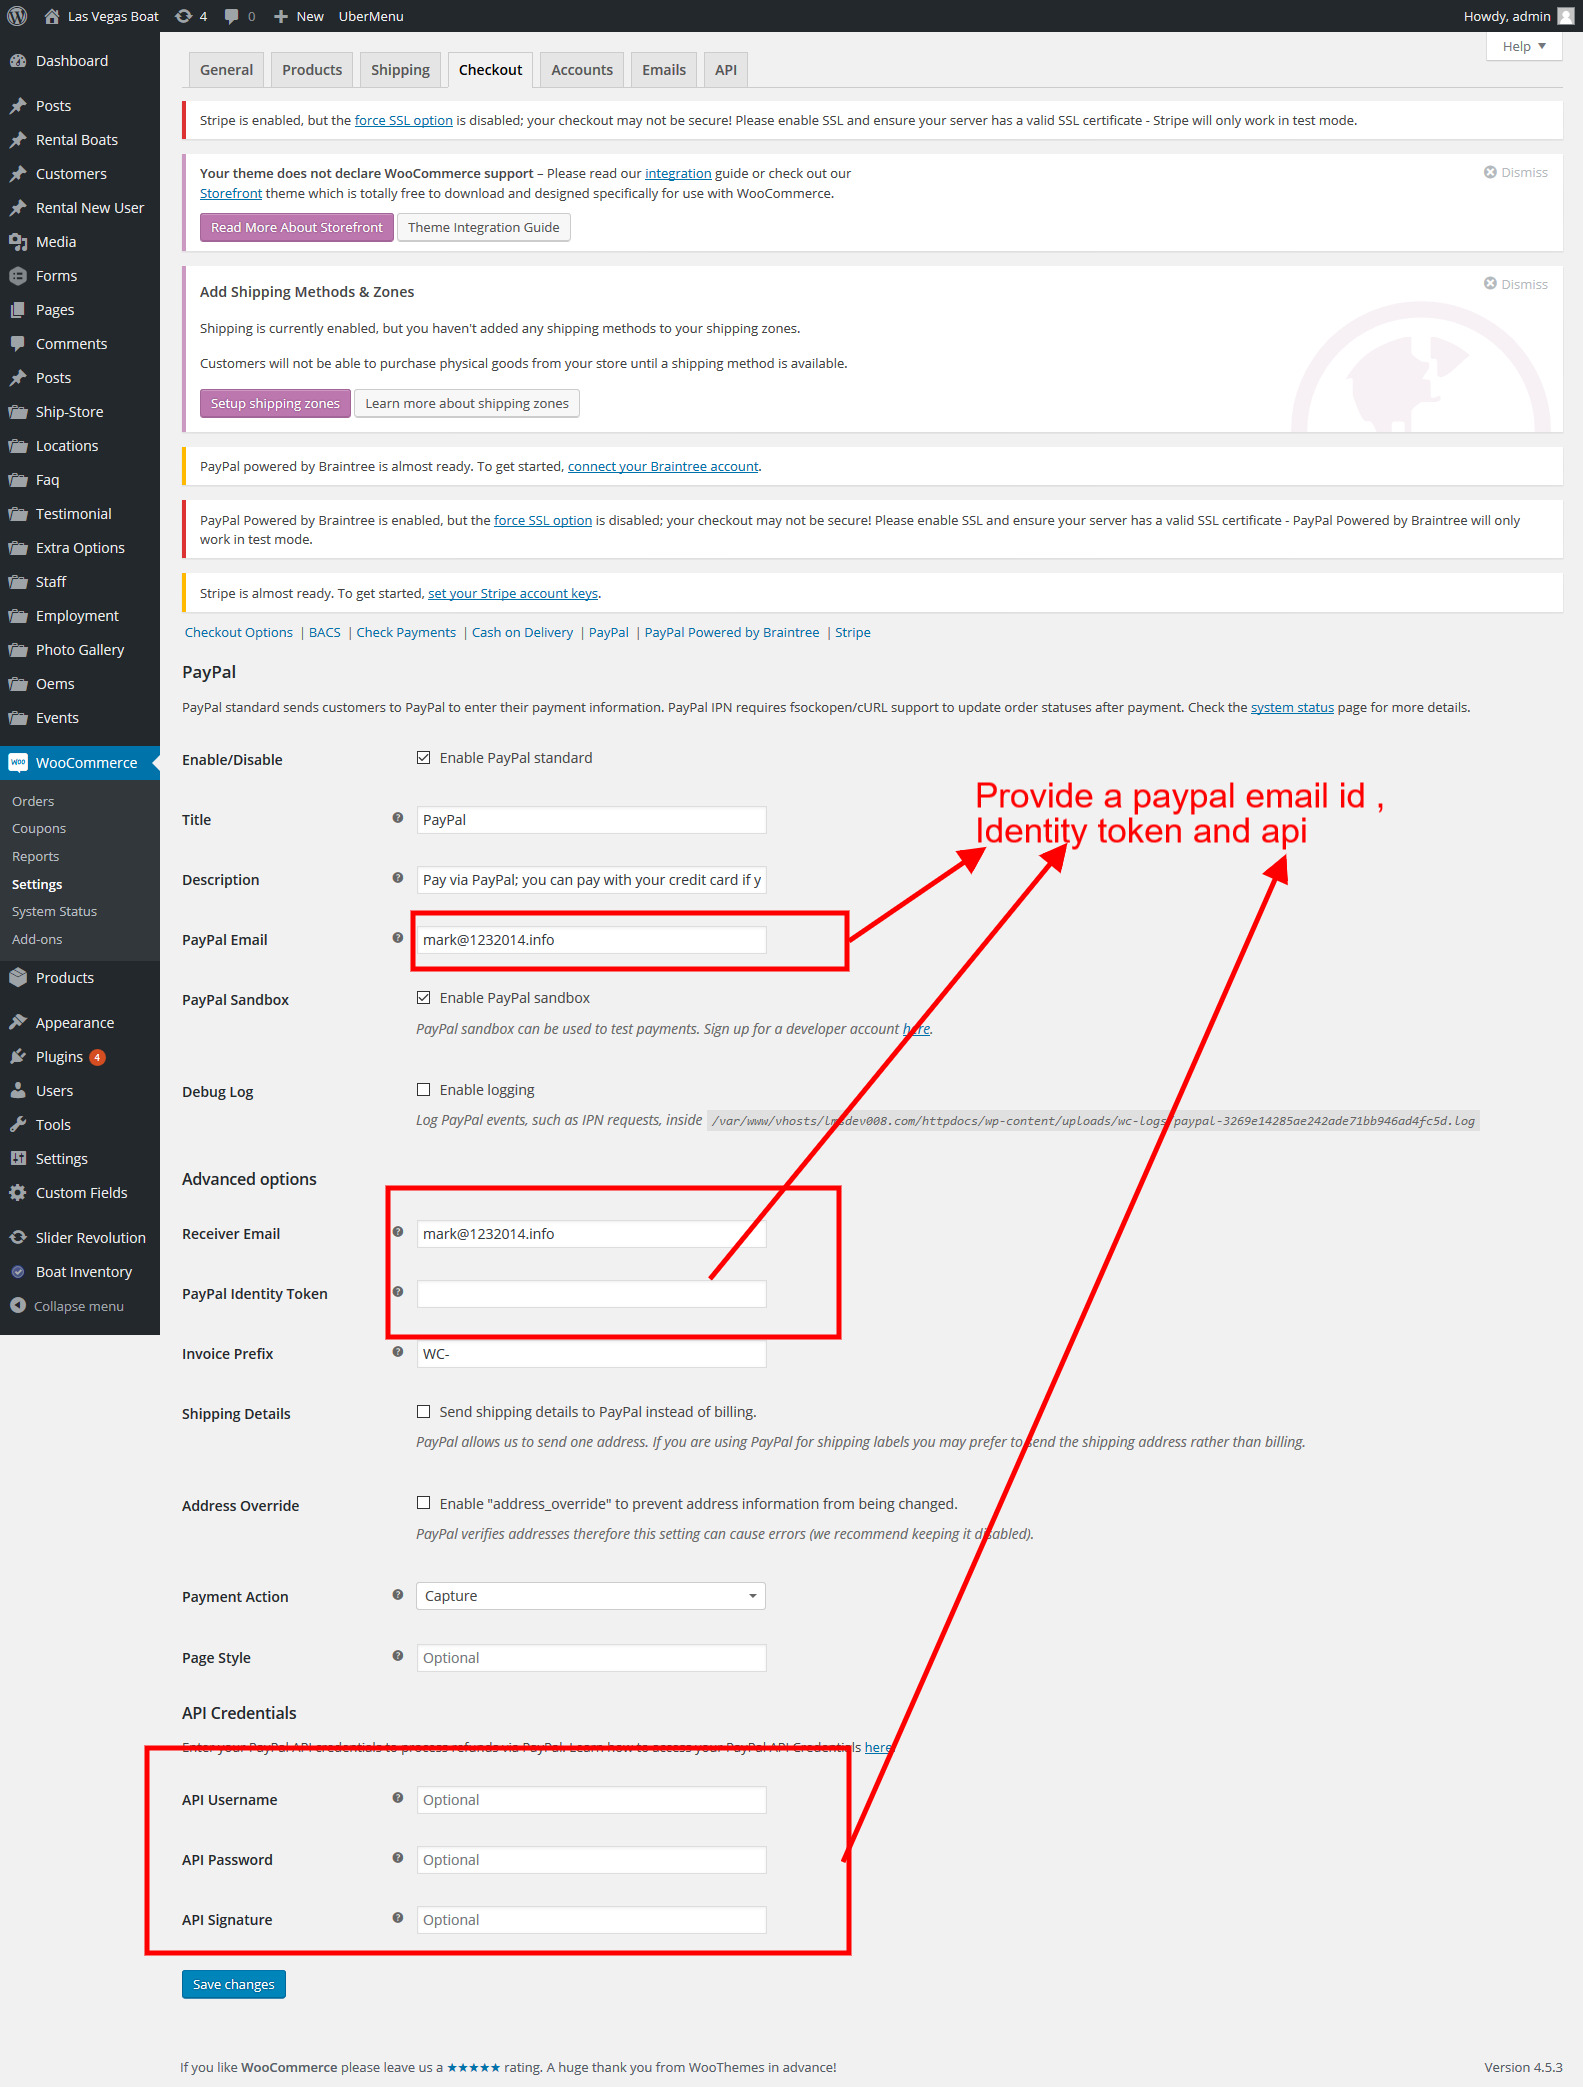 Las Vegas Boat 4 0 New UberMenu Howdy, admin
Help
Dashboard
Posts
Rental Boats
Customers
Rental New User
Media
Forms
Pages
Comments
Posts
Ship-Store
Locations
Faq
Testimonial
Extra Options
Staff
Employment
Photo Gallery
Oems
Events
WooCommerce
Orders
Coupons
Reports
Settings
System Status
Add-ons
Products
Appearance
Plugins 4
Users
Tools
Settings
Custom Fields
Slider Revolution
Boat Inventory
Collapse menu
General Products Shipping Checkout Accounts Emails API
Stripe is enabled, but the force SSL option is disabled; your checkout may not be secure! Please enable SSL and ensure your server has a valid SSL certificate - Stripe will only work in test mode.
Your theme does not declare WooCommerce support – Please read our integration guide or check out our
Storefront theme which is totally free to download and designed specifically for use with WooCommerce.
Dismiss
Read More About Storefront Theme Integration Guide
Add Shipping Methods & Zones
Dismiss
Shipping is currently enabled, but you haven't added any shipping methods to your shipping zones.
Customers will not be able to purchase physical goods from your store until a shipping method is available.
Setup shipping zones Learn more about shipping zones
PayPal powered by Braintree is almost ready. To get started, connect your Braintree account.
PayPal Powered by Braintree is enabled, but the force SSL option is disabled; your checkout may not be secure! Please enable SSL and ensure your server has a valid SSL certificate - PayPal Powered by Braintree will only
work in test mode.
Stripe is almost ready. To get started, set your Stripe account keys.
Checkout Options | BACS | Check Payments | Cash on Delivery | PayPal | PayPal Powered by Braintree | Stripe
PayPal
PayPal standard sends customers to PayPal to enter their payment information. PayPal IPN requires fsockopen/cURL support to update order statuses after payment. Check the system status page for more details.
Enable/Disable Enable PayPal standard
Provide a paypal email id ,
Identity token and api
Title PayPal
Description Pay via PayPal; you can pay with your credit card if y
PayPal Email mark@1232014.info
PayPal Sandbox Enable PayPal sandbox
PayPal sandbox can be used to test payments. Sign up for a developer account here.
Debug Log Enable logging
Log PayPal events, such as IPN requests, inside /var/www/vhosts/lmsdev008.com/httpdocs/wp-content/uploads/wc-logs/paypal-3269e14285ae242ade71bb946ad4fc5d.log
Advanced options
Receiver Email mark@1232014.info
PayPal Identity Token
Invoice Prefix WC-
Shipping Details Send shipping details to PayPal instead of billing.
PayPal allows us to send one address. If you are using PayPal for shipping labels you may prefer to send the shipping address rather than billing.
Address Override Enable "address_override" to prevent address information from being changed.
PayPal verifies addresses therefore this setting can cause errors (we recommend keeping it disabled).
Payment Action Capture
Page Style Optional
API Credentials
Enter your PayPal API credentials to process refunds via PayPal. Learn how to access your PayPal API Credentials here.
API Username Optional
API Password Optional
API Signature Optional
Save changes
If you like WooCommerce please leave us a ★★★★★ rating. A huge thank you from WooThemes in advance!
Version 4.5.3